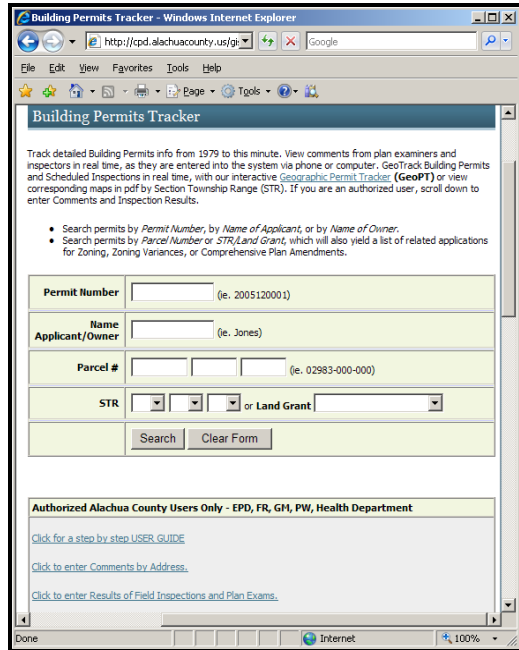 Building Permits Tracker - Windows Internet Explorer
http://cpd.alachuacounty.us/gi
Google
File Edit View Favorites Tools Help
Page Tools
Building Permits Tracker
Track detailed Building Permits info from 1979 to this minute. View comments from plan examiners and
inspectors in real time, as they are entered into the system via phone or computer. GeoTrack Building Permits
and Scheduled Inspections in real time, with our interactive Geographic Permit Tracker (GeoPT) or view
corresponding maps in pdf by Section Township Range (STR). If you are an authorized user, scroll down to
enter Comments and Inspection Results.
• Search permits by Permit Number, by Name of Applicant, or by Name of Owner.
• Search permits by Parcel Number or STR/Land Grant, which will also yield a list of related applications
for Zoning, Zoning Variances, or Comprehensive Plan Amendments.
Permit Number (ie. 2005120001)
Name
Applicant/Owner (ie. Jones)
Parcel # (ie. 02983-000-000)
STR or Land Grant
Search Clear Form
Authorized Alachua County Users Only - EPD, FR, GM, PW, Health Department
Click for a step by step USER GUIDE
Click to enter Comments by Address.
Click to enter Results of Field Inspections and Plan Exams.
Done Internet 100%